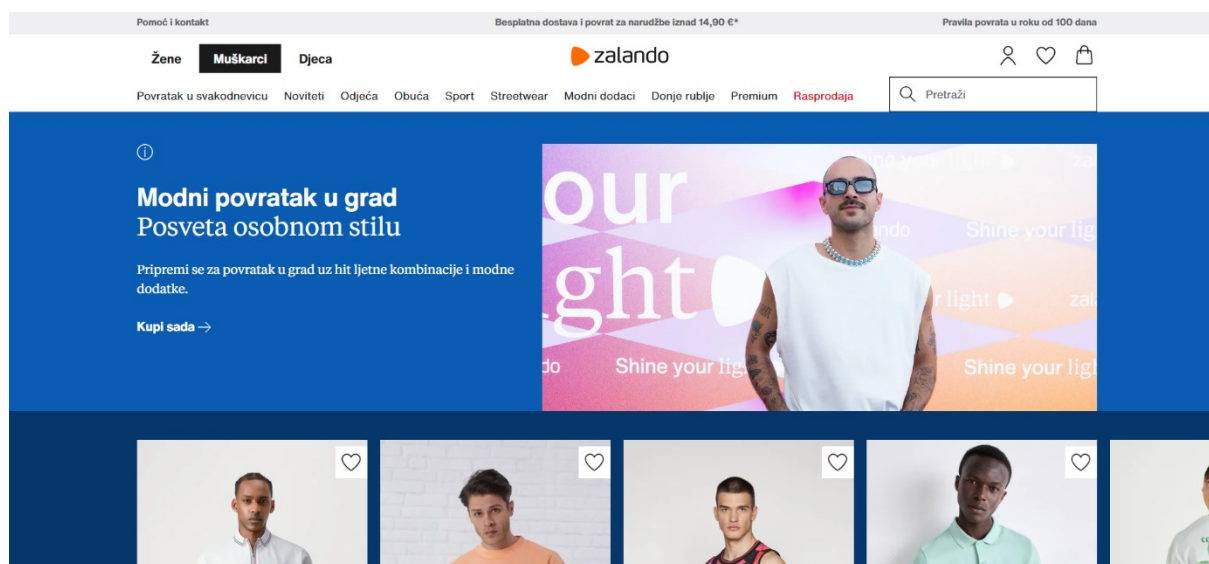 Pomoć i kontakt
Besplatna dostava i povrat za narudžbe iznad 14,90 €*
Pravila povrata u roku od 100 dana
Žene Muškarci Djeca
zalando
Povratak u svakodnevicu Noviteti Odjeća Obuća Sport Streetwear Modni dodaci Donje rublje Premium Rasprodaja
Pretraži
Modni povratak u grad
Posveta osobnom stilu
Pripremi se za povratak u grad uz hit ljetne kombinacije i modne
dodatke.
Kupi sada →
our
ght
Shine your lig
r light
zal
do
Shine your lig
Shine your ligh